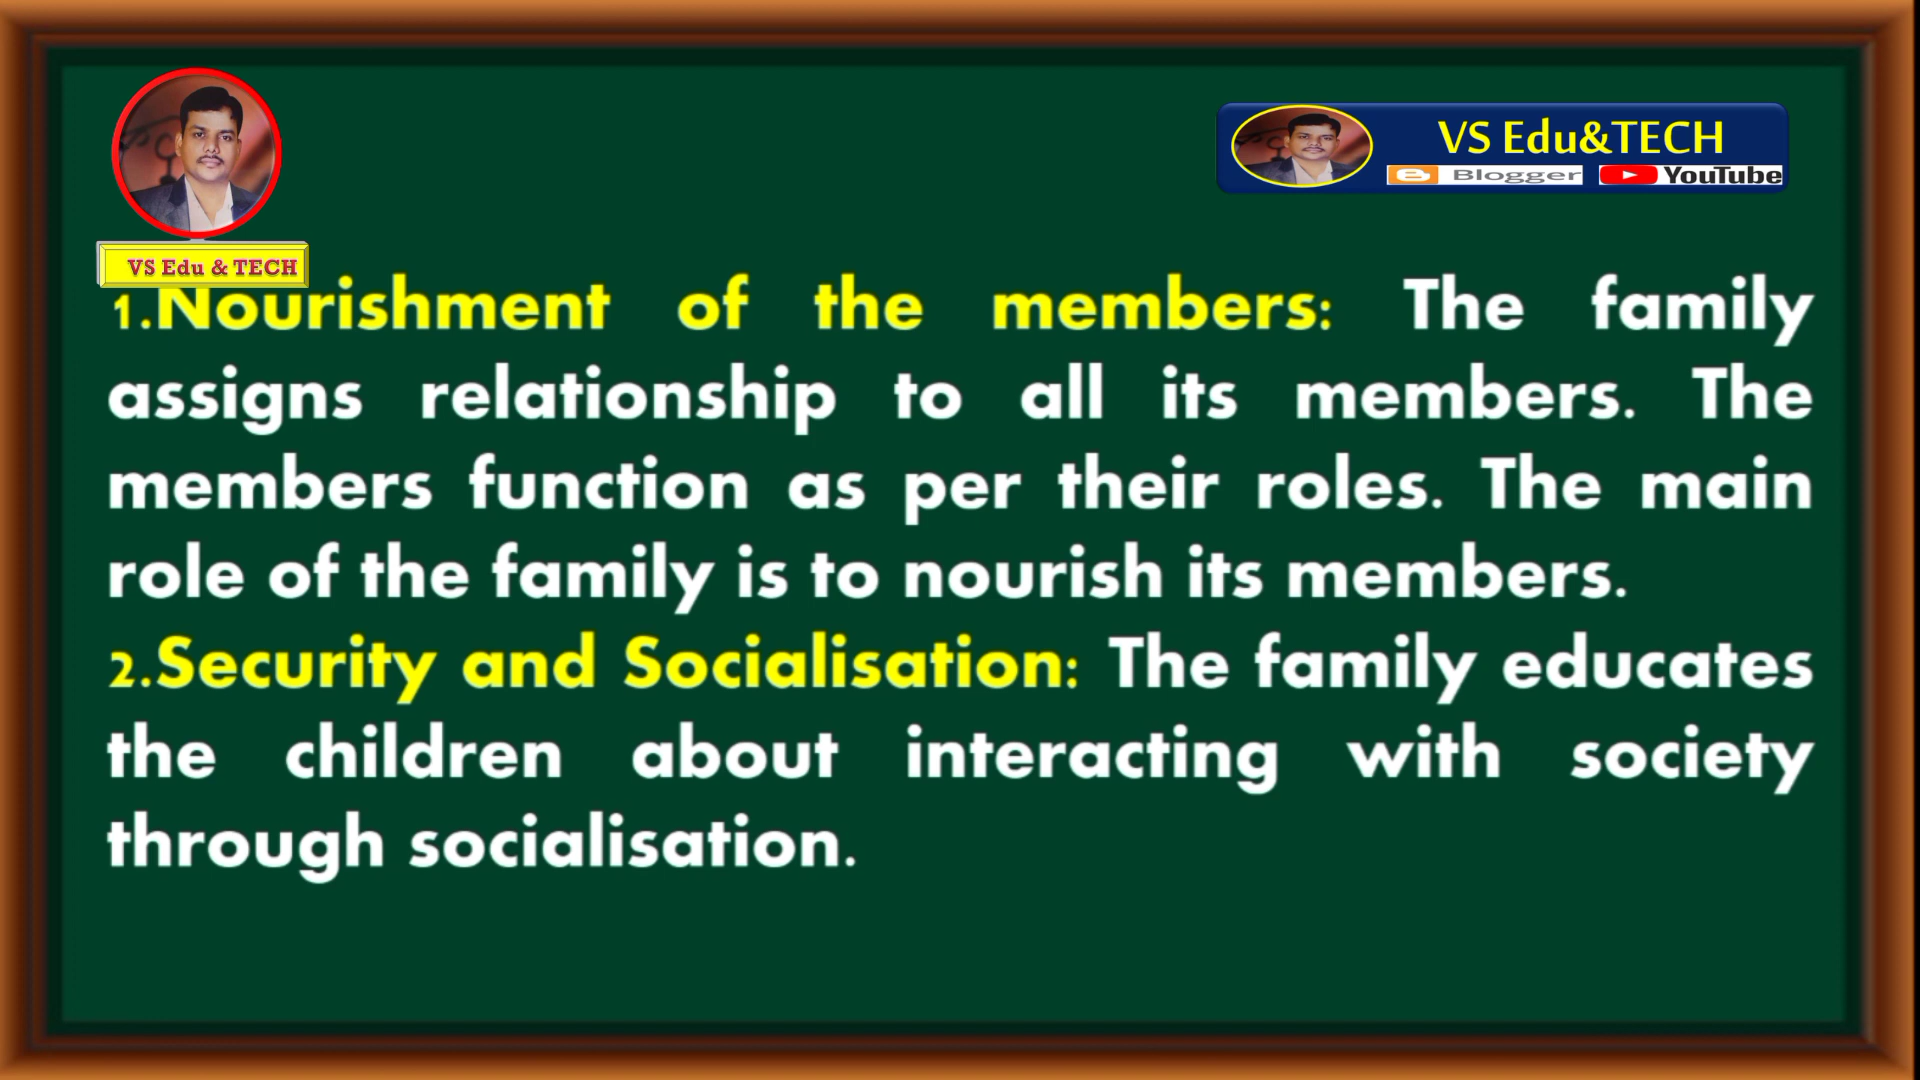 VS Edu&TECH
Blogger YouTube
VS Edu & TECH
1.Nourishment of the members: The family
assigns relationship to all its members. The
members function as per their roles. The main
role of the family is to nourish its members.
2.Security and Socialisation: The family educates
the children about interacting with society
through socialisation.